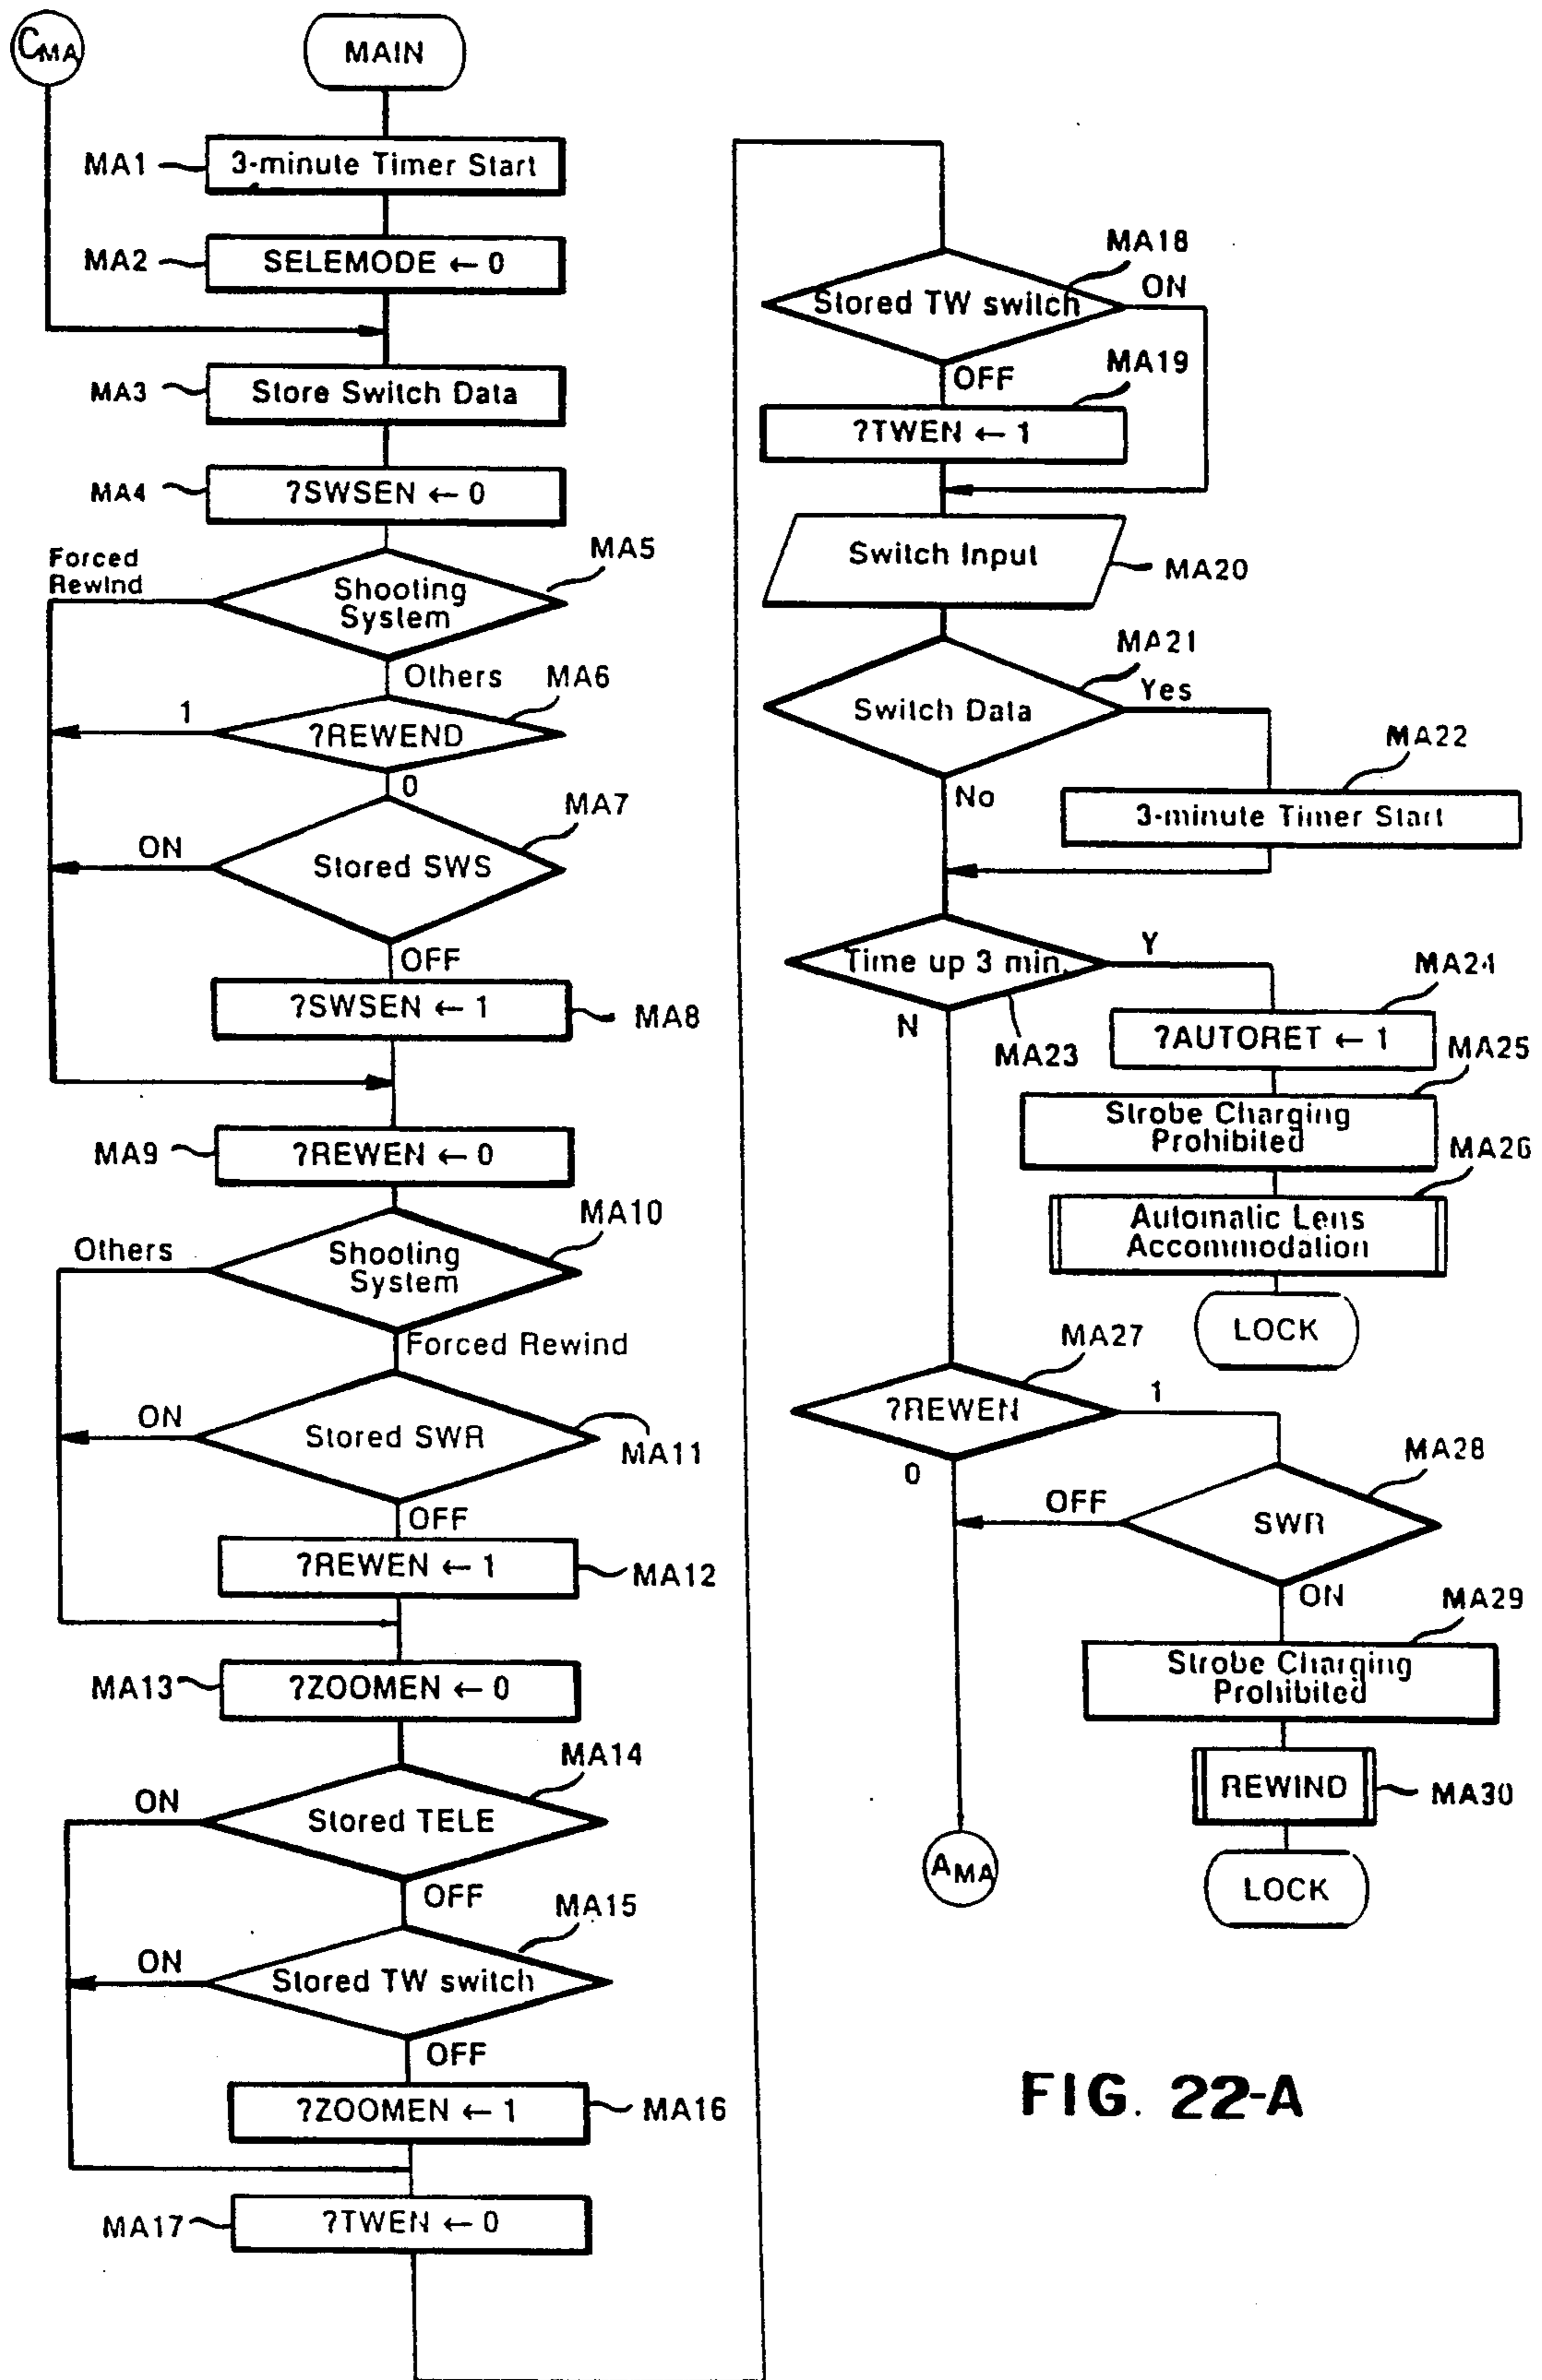 CMA
MAIN
MA1
3-minute Timer Start
MA2
SELEMODE ← 0
MA3
Store Switch Data
MA4
?SWSEN ← 0
Forced
Rewind
MA5
Shooting
System
Others
MA6
1
?REWEND
0
MA7
ON
Stored SWS
OFF
?SWSEN ← 1
MA8
MA9
?REWEN ← 0
MA10
Others
Shooting
System
Forced Rewind
ON
Stored SWR
MA11
OFF
?REWEN ← 1
MA12
MA13
?ZOOMEN ← 0
MA14
ON
Stored TELE
OFF
MA15
ON
Stored TW switch
OFF
?ZOOMEN ← 1
MA16
MA17
?TWEN ← 0
MA18
Stored TW switch
ON
OFF
MA19
?TWEN ← 1
Switch Input
MA20
MA21
Switch Data
Yes
No
MA22
3-minute Timer Start
Time up 3 min.
Y
N
MA23
MA24
?AUTORET ← 1
MA25
Strobe Charging
Prohibited
MA26
Automatic Lens
Accommodation
LOCK
MA27
?REWEN
1
0
MA28
OFF
SWR
ON
MA29
Strobe Charging
Prohibited
REWIND
MA30
AMA
LOCK
FIG. 22-A